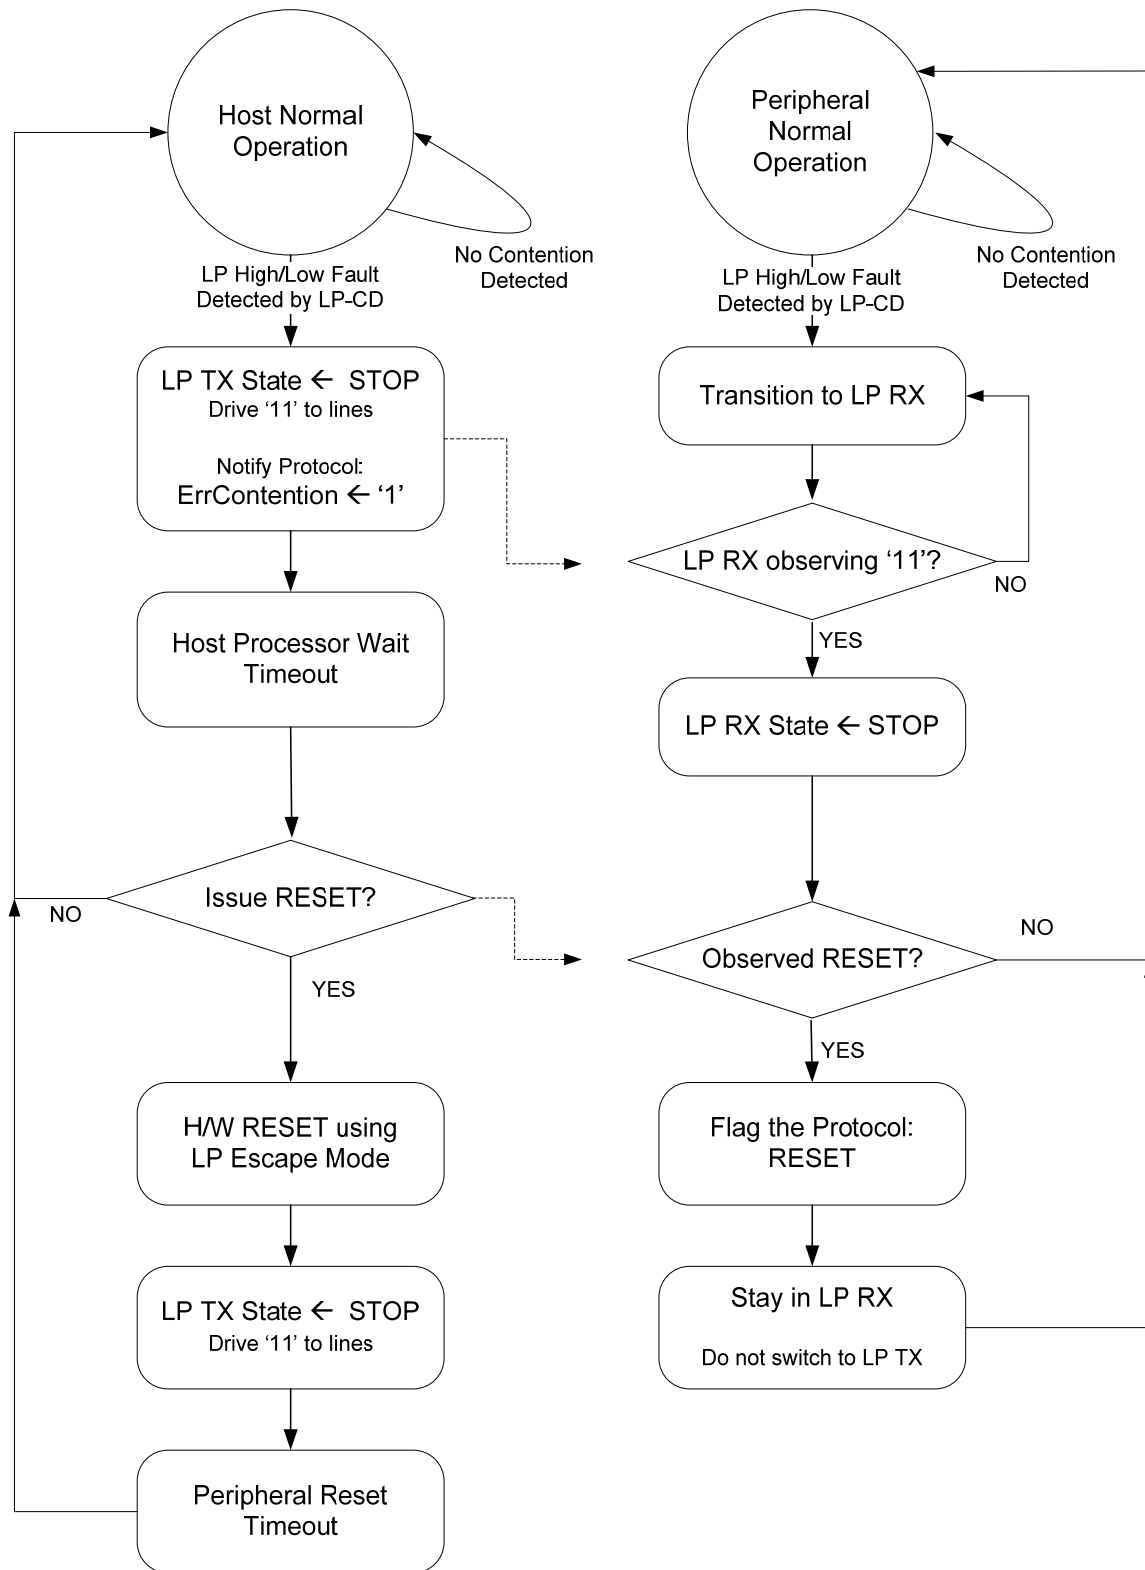 Host Normal
Operation
No Contention
Detected
LP High/Low Fault
Detected by LP-CD
LP TX State ← STOP
Drive ‘11’ to lines
Notify Protocol:
ErrContention ← ‘1’
Host Processor Wait
Timeout
Issue RESET?
NO
YES
H/W RESET using
LP Escape Mode
LP TX State ← STOP
Drive ‘11’ to lines
Peripheral Reset
Timeout
Peripheral
Normal
Operation
No Contention
Detected
LP High/Low Fault
Detected by LP-CD
Transition to LP RX
LP RX observing ‘11’?
NO
YES
LP RX State ← STOP
Observed RESET?
NO
YES
Flag the Protocol:
RESET
Stay in LP RX
Do not switch to LP TX